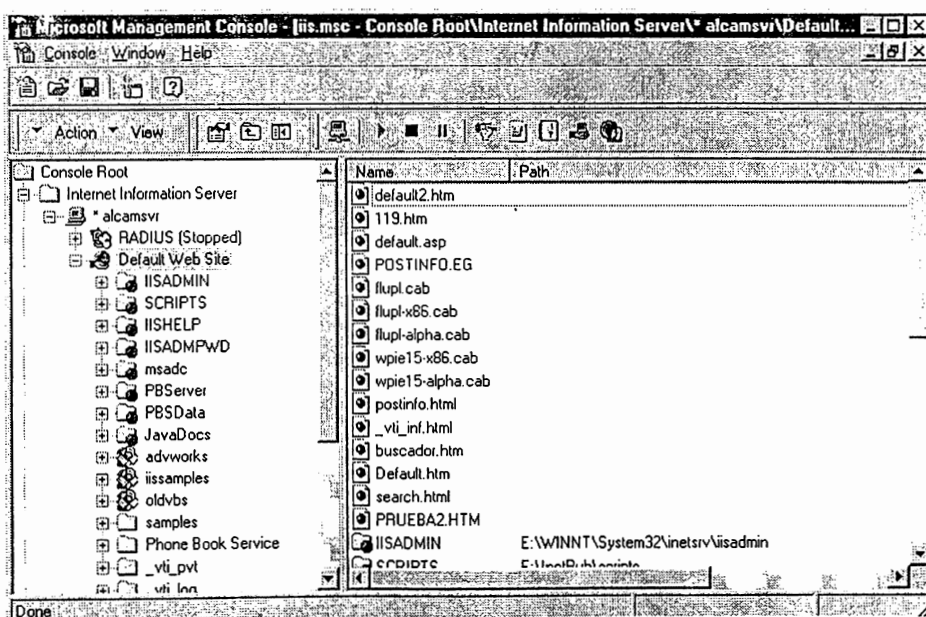 Microsoft Management Console - [iis.msc - Console Root\Internet Information Server\* alcamsvr\Default...
Console Window Help
Action View
Console Root
Internet Information Server
* alcamsvr
RADIUS (Stopped)
Default Web Site
IISADMIN
SCRIPTS
IISHELP
IISADMPWD
msadc
PBServer
PBSData
JavaDocs
advworks
iissamples
oldvbs
samples
Phone Book Service
_vti_pvt
_vti_log
Name Path
default2.htm
119.htm
default.asp
POSTINFO.EG
flupl.cab
flupl-x86.cab
flupl-alpha.cab
wpie15-x86.cab
wpie15-alpha.cab
postinfo.html
_vti_inf.html
buscador.htm
Default.htm
search.html
PRUEBA2.HTM
IISADMIN E:\WINNT\System32\inetsrv\iisadmin
SCRIPTS E:\InetPub\scripts
Done